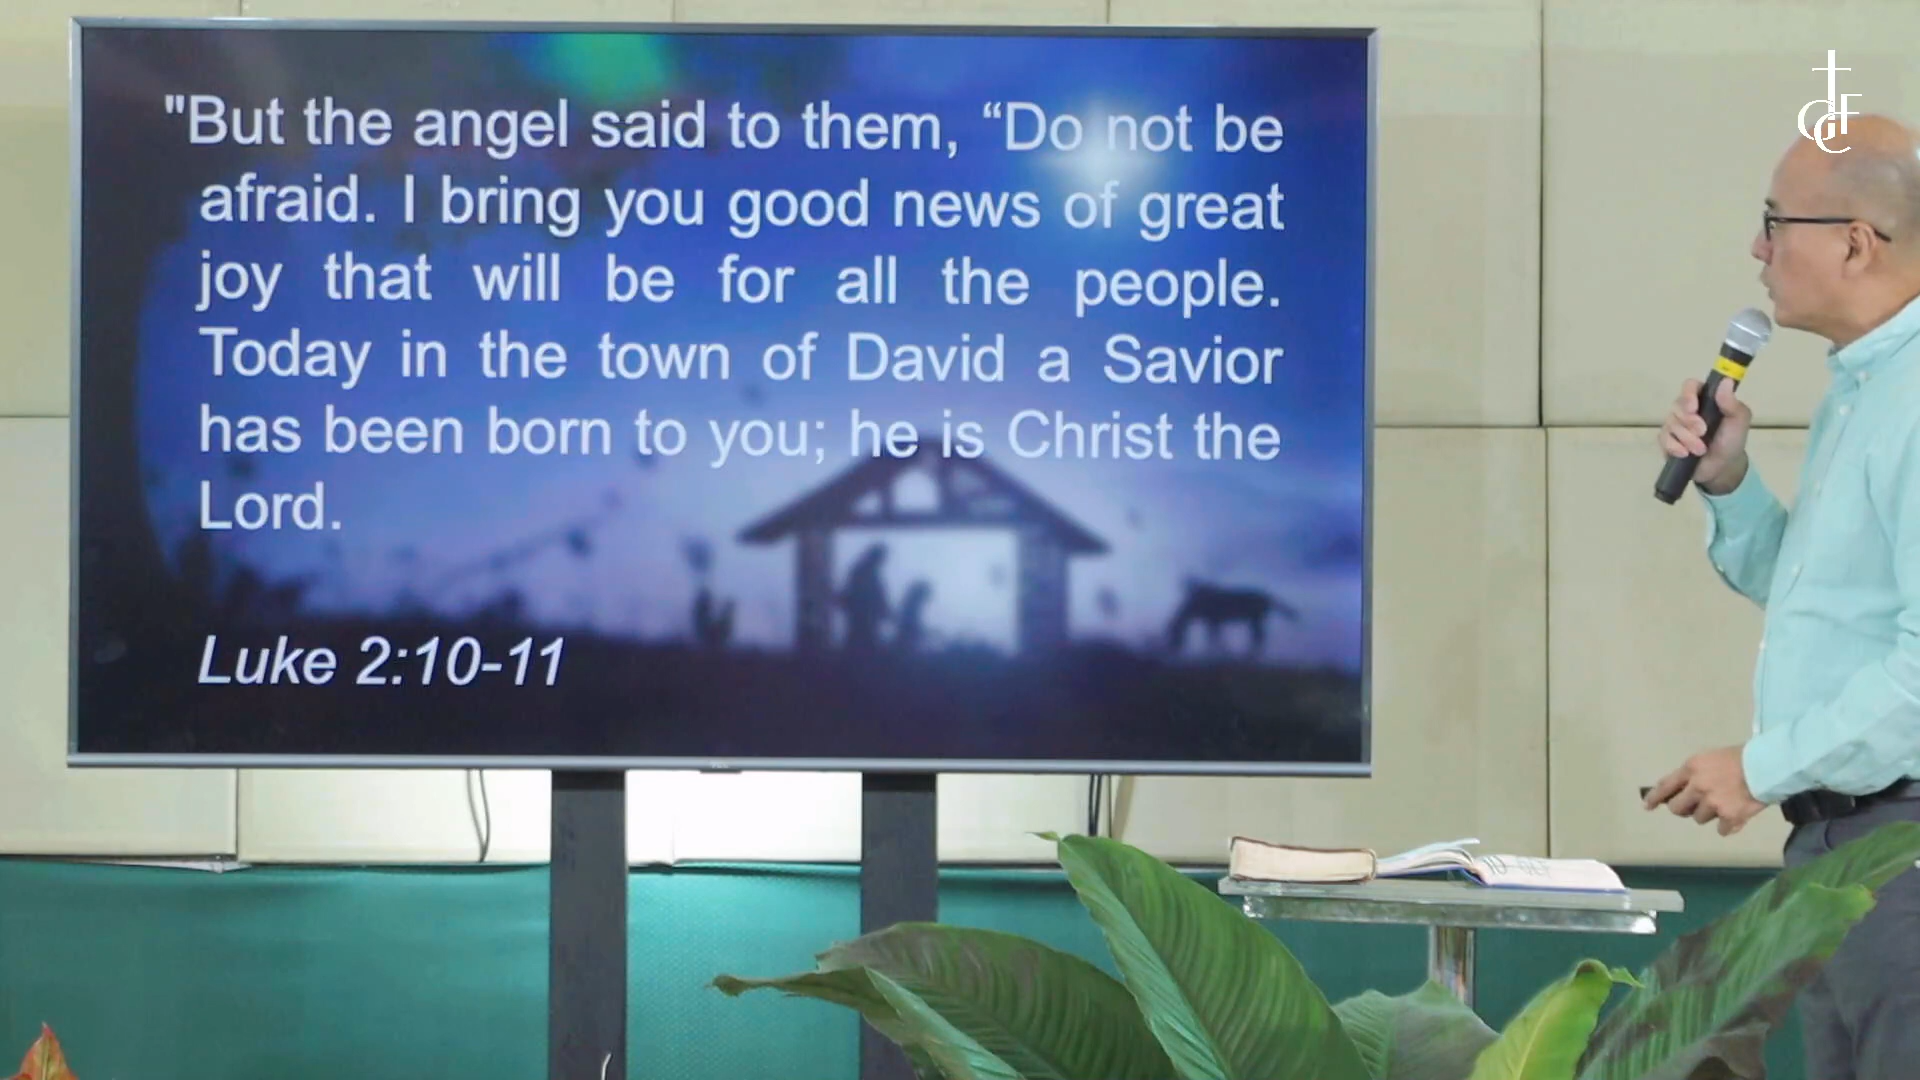 "But the angel said to them, “Do not be
afraid. I bring you good news of great
joy that will be for all the people.
Today in the town of David a Savior
has been born to you; he is Christ the
Lord.
Luke 2:10-11